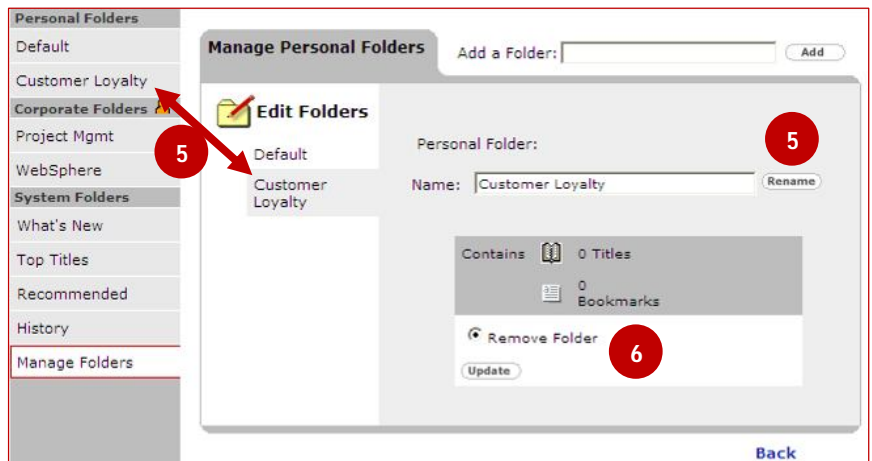 Personal Folders
Default
Customer Loyalty
Corporate Folders
Project Mgmt
WebSphere
System Folders
What's New
Top Titles
Recommended
History
Manage Folders
5
Manage Personal Folders
Add a Folder:
Add
Edit Folders
Default
Customer
Loyalty
Personal Folder:
5
Name:
Customer Loyalty
Rename
Contains
0 Titles
0
Bookmarks
Remove Folder
6
Update
Back